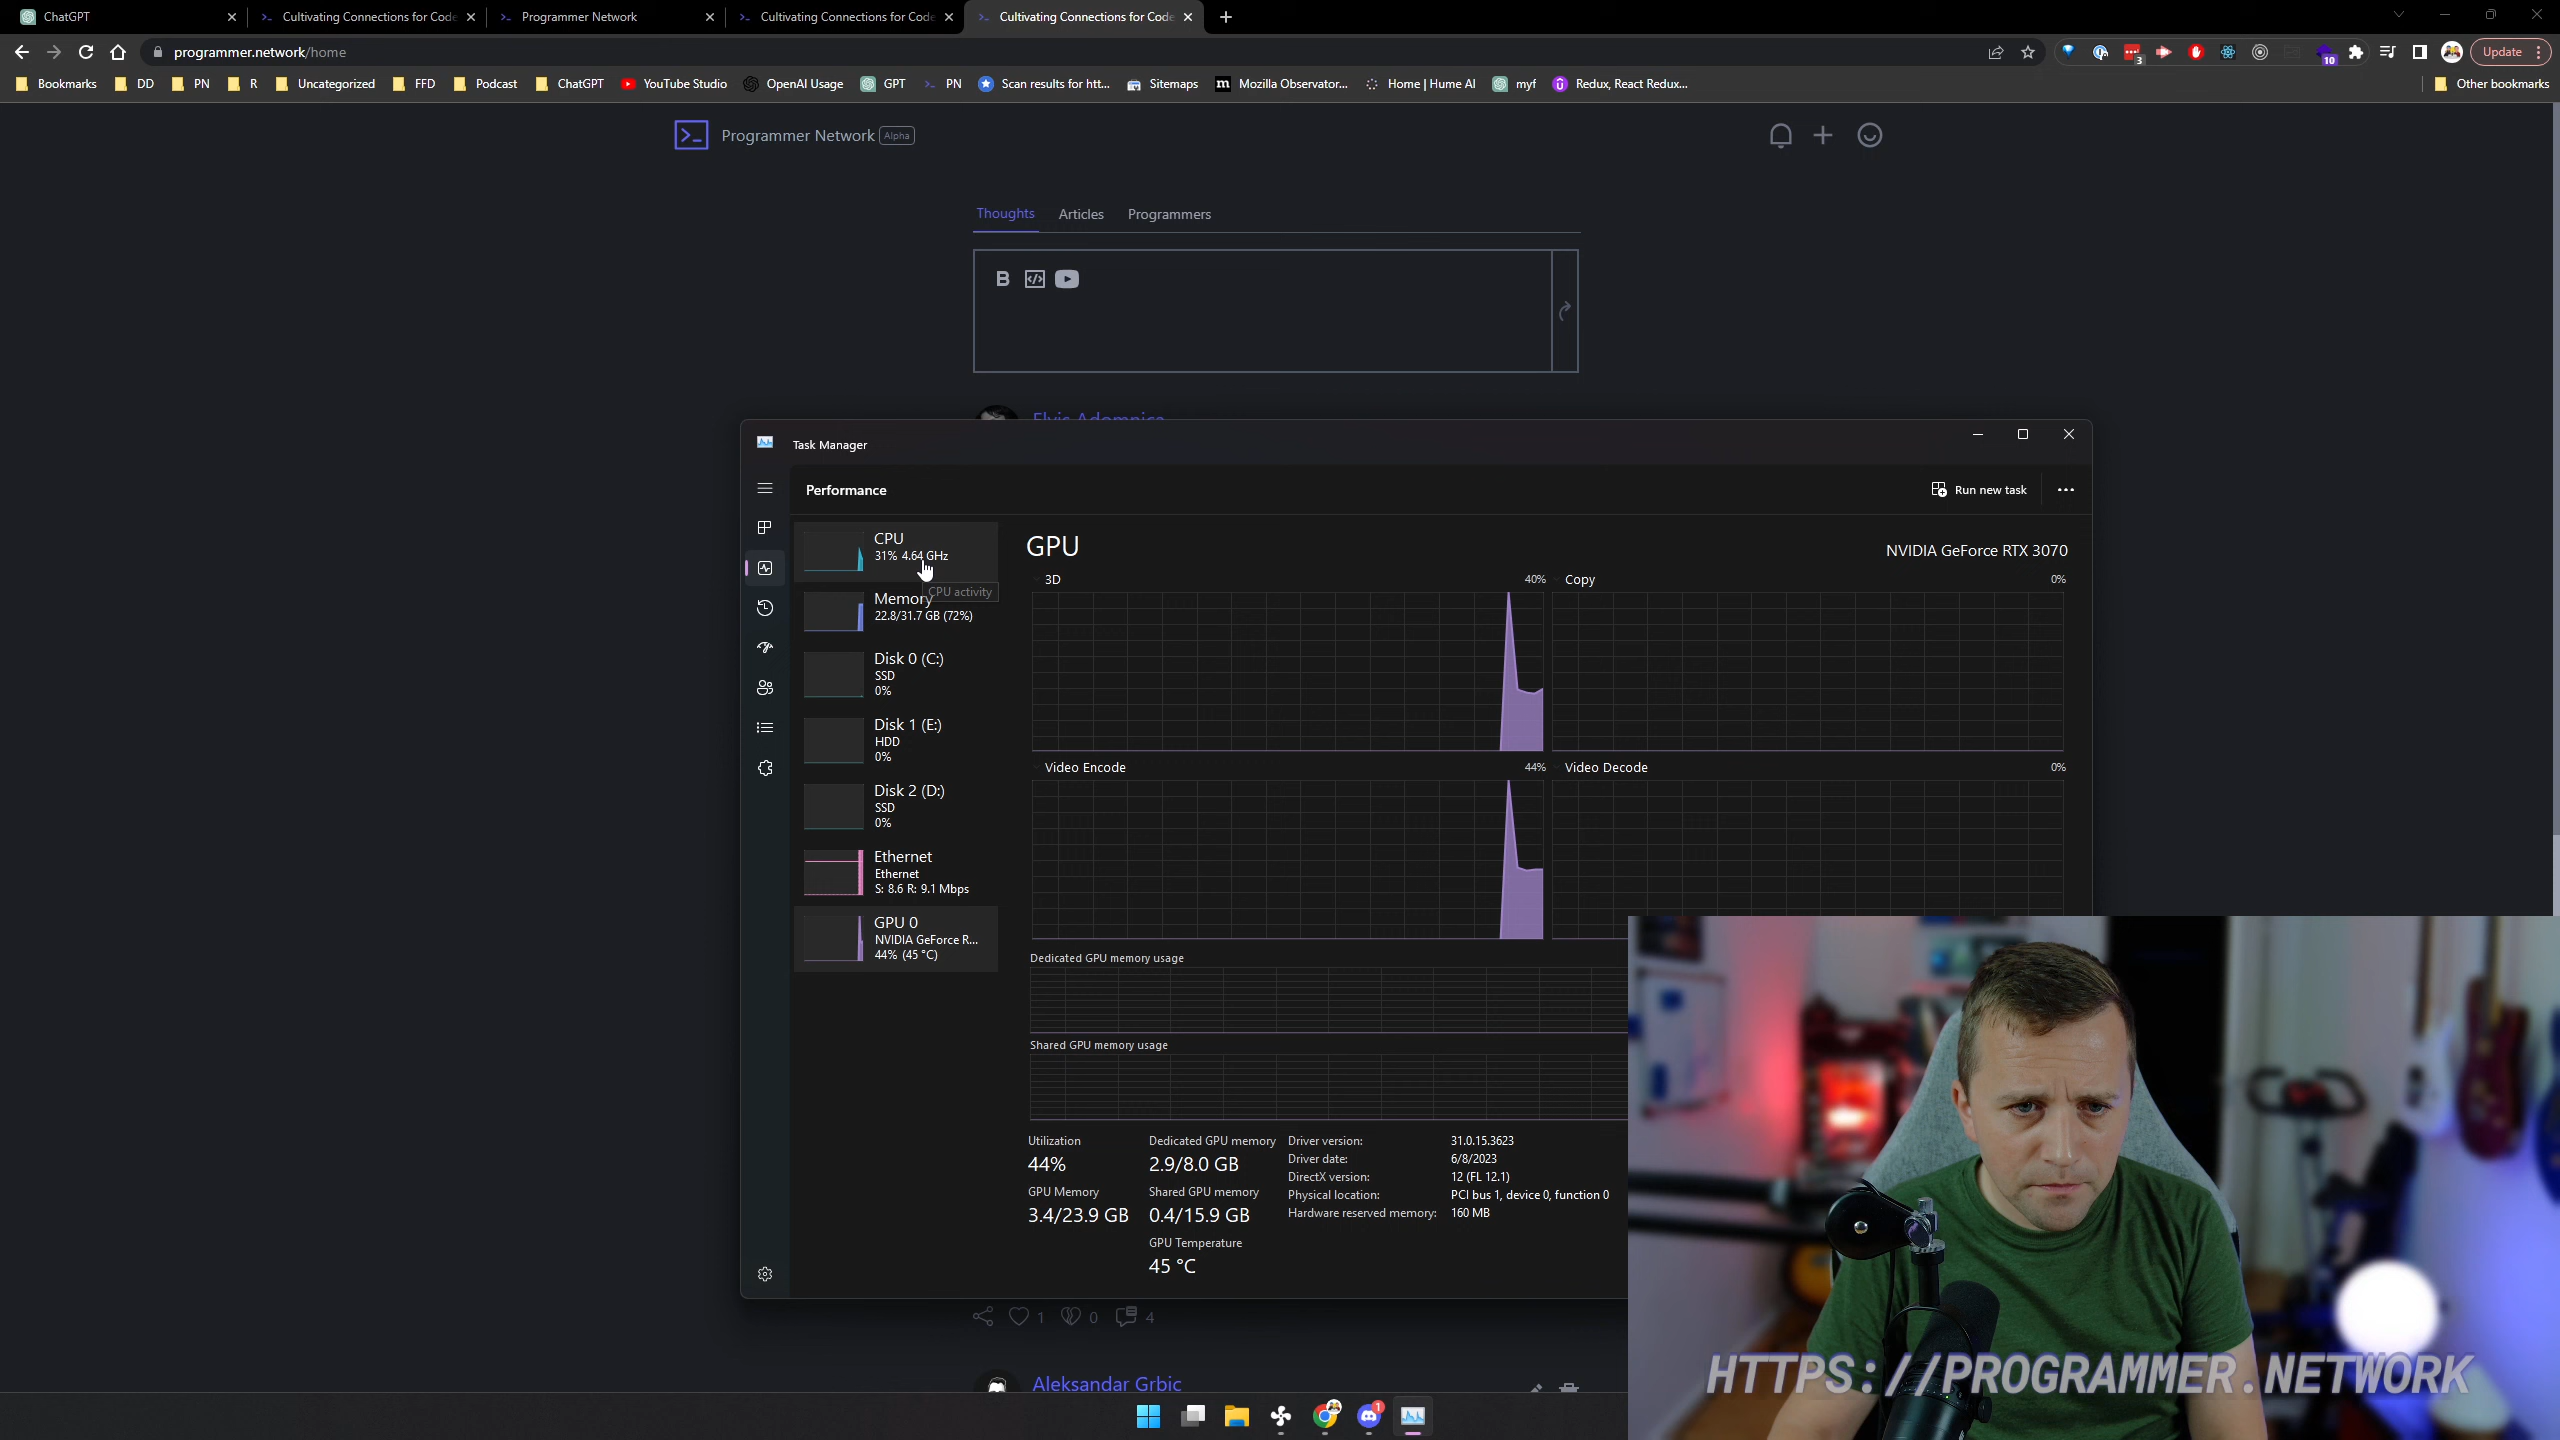 ChatGPT
Cultivating Connections for Code
Programmer Network
Cultivating Connections for Code
Cultivating Connections for Code
programmer.network/home
3
10
Update
Bookmarks
DD
PN
R
Uncategorized
FFD
Podcast
ChatGPT
YouTube Studio
OpenAI Usage
GPT
PN
Scan results for htt...
Sitemaps
Mozilla Observator...
Home | Hume AI
myf
Redux, React Redux...
Other bookmarks
Programmer Network
Alpha
Thoughts
Articles
Programmers
B
Elvis Adomnica
Task Manager
Performance
Run new task
CPU
31% 4.64 GHz
CPU activity
Memory
22.8/31.7 GB (72%)
Disk 0 (C:)
SSD
0%
Disk 1 (E:)
HDD
0%
Disk 2 (D:)
SSD
0%
Ethernet
Ethernet
S: 8.6 R: 9.1 Mbps
GPU 0
NVIDIA GeForce R...
44% (45 °C)
GPU
NVIDIA GeForce RTX 3070
3D
40%
Copy
0%
Video Encode
44%
Video Decode
0%
Dedicated GPU memory usage
Shared GPU memory usage
Utilization
44%
GPU Memory
3.4/23.9 GB
Dedicated GPU memory
2.9/8.0 GB
Shared GPU memory
0.4/15.9 GB
GPU Temperature
45 °C
Driver version: 31.0.15.3623
Driver date: 6/8/2023
DirectX version: 12 (FL 12.1)
Physical location: PCI bus 1, device 0, function 0
Hardware reserved memory: 160 MB
1
0
4
Aleksandar Grbic
1
HTTPS://PROGRAMMER.NETWORK